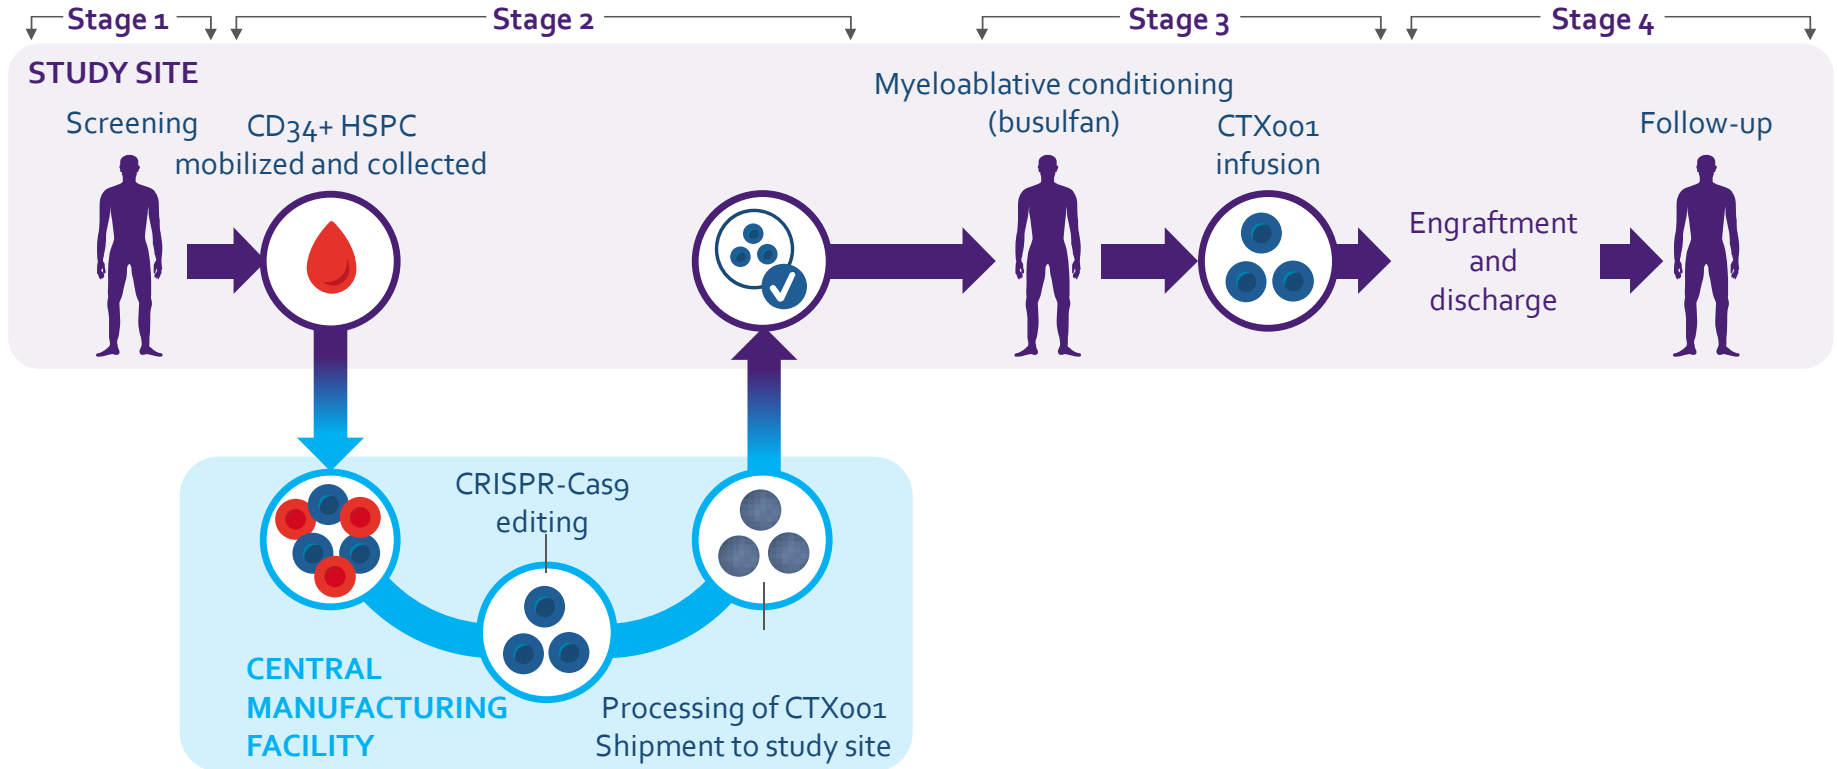 Stage 1
Stage 2
Stage 3
Stage 4
STUDY SITE
Screening
CD34+ HSPC
mobilized and collected
Myeloablative conditioning
(busulfan)
CTX001
infusion
Engraftment
and
discharge
Follow-up
CRISPR-Cas9
editing
CENTRAL
MANUFACTURING
FACILITY
Processing of CTX001
Shipment to study site